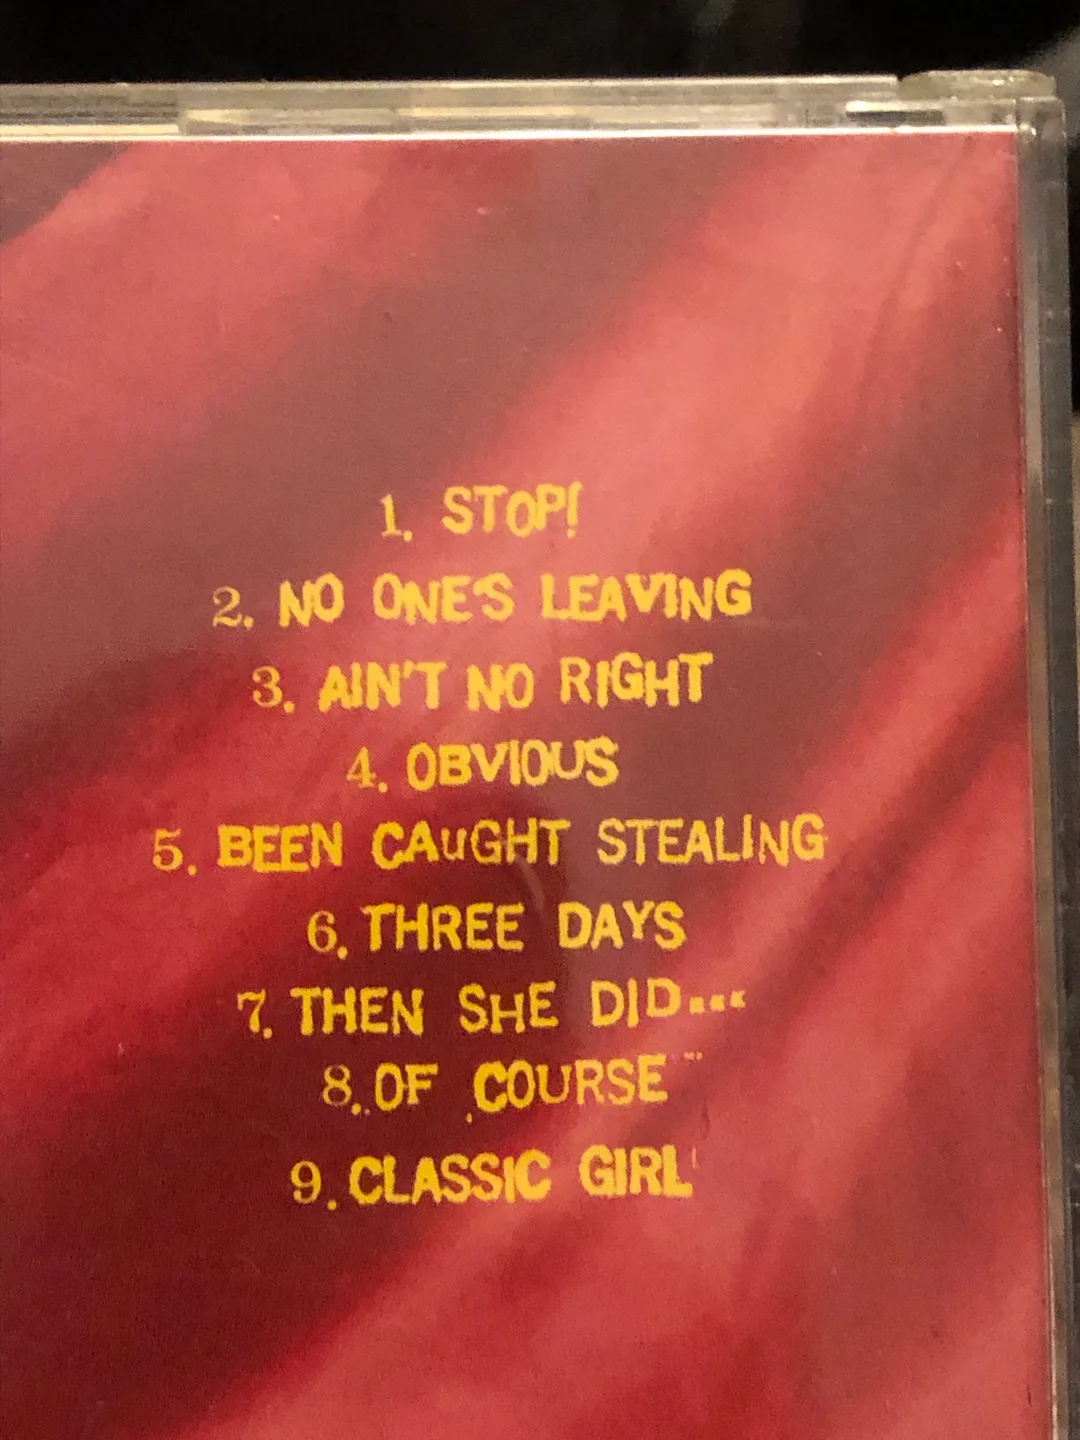 1. STOP!
2. NO ONE'S LEAVING
3. AIN'T NO RIGHT
4. OBVIOUS
5. BEEN CAuGHT STEALING
6. THREE DAYS
7. THEN SHE DID...
8. OF COURSE
9. CLASSIC GIRL